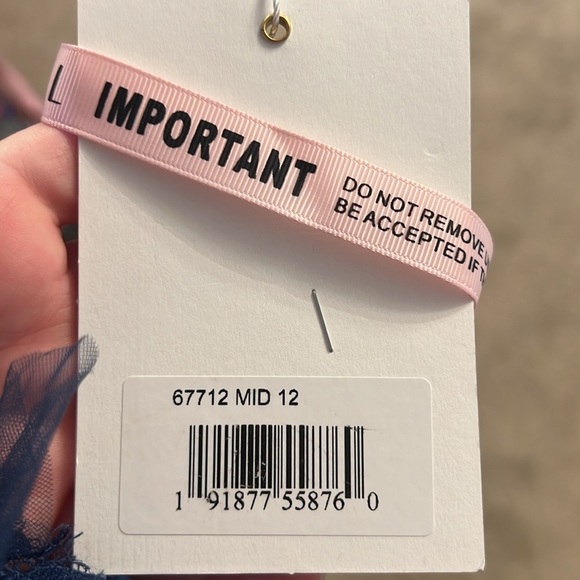 L IMPORTANT
DO NOT REMOVE
BE ACCEPTED IF
67712 MID 12
1 91877 55876 0